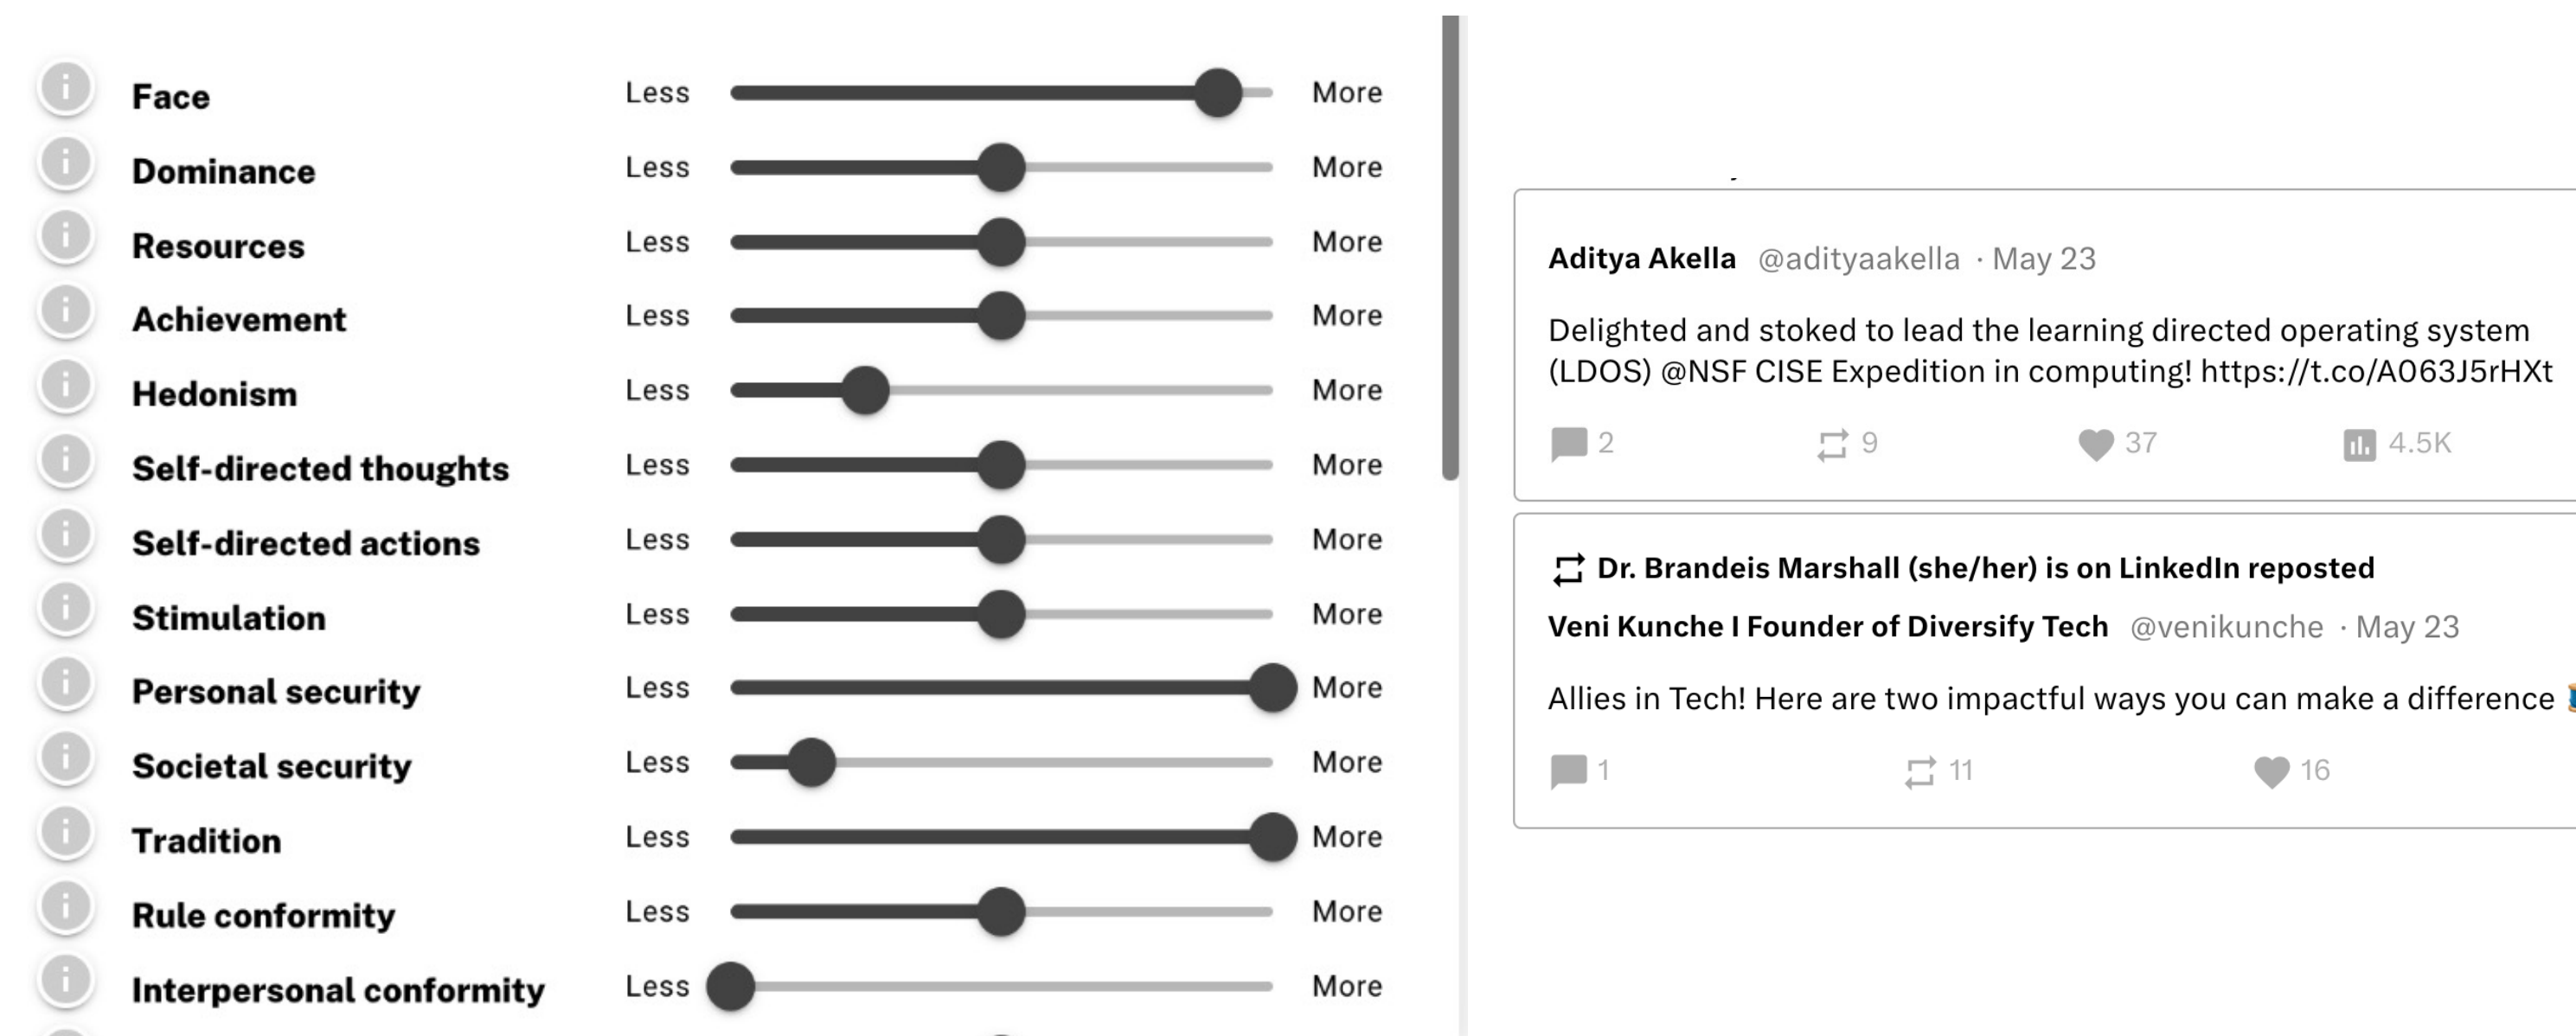 Face Less More
Dominance Less More
Resources Less More
Achievement Less More
Hedonism Less More
Self-directed thoughts Less More
Self-directed actions Less More
Stimulation Less More
Personal security Less More
Societal security Less More
Tradition Less More
Rule conformity Less More
Interpersonal conformity Less More
Aditya Akella @adityaakella · May 23
Delighted and stoked to lead the learning directed operating system
(LDOS) @NSF CISE Expedition in computing! https://t.co/A063J5rHXt
2 9 37 4.5K
Dr. Brandeis Marshall (she/her) is on LinkedIn reposted
Veni Kunche I Founder of Diversify Tech @venikunche · May 23
Allies in Tech! Here are two impactful ways you can make a difference
1 11 16